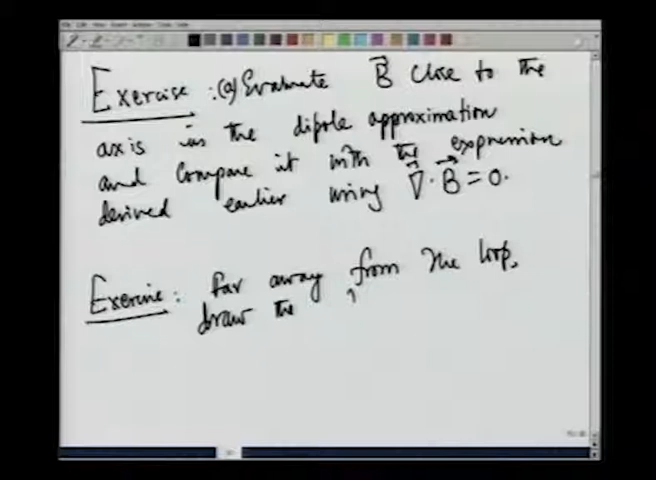 Exercise : (a) Evaluate B⃗ close to the
axis in the dipole approximation
and compare it with the expression
derived earlier using ∇⃗ · B⃗ = 0.
Exercise : Far away from the loop,
draw the